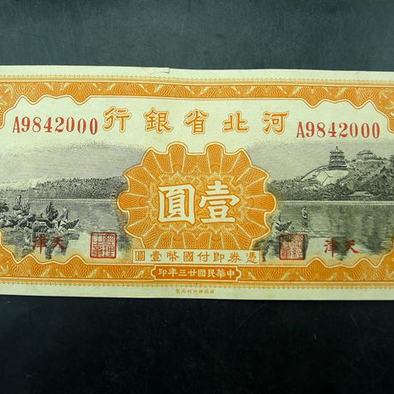 河北省銀行
A9842000 A9842000
壹圓
天津 天津
憑券即付國幣壹圓
中華民國廿三年印